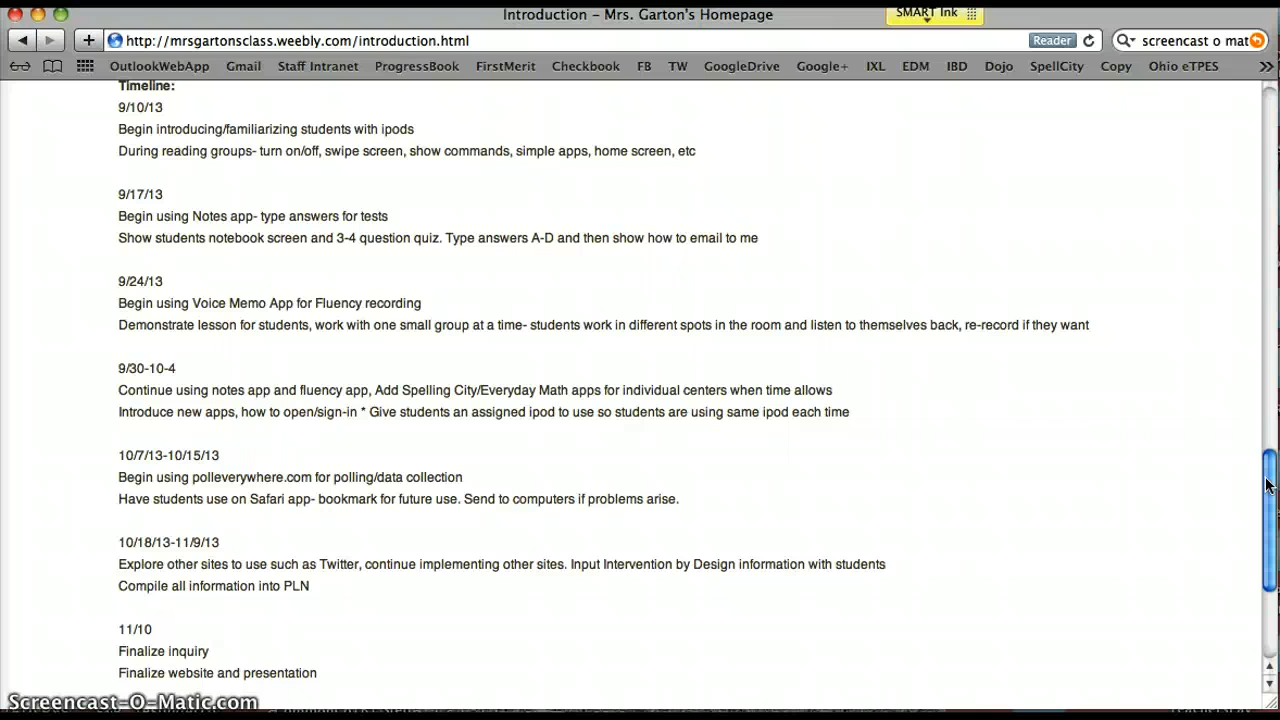 Introduction – Mrs. Garton's Homepage
SMART Ink
http://mrsgartonsclass.weebly.com/introduction.html
Reader
screencast o mat
OutlookWebApp Gmail Staff Intranet ProgressBook FirstMerit Checkbook FB TW GoogleDrive Google+ IXL EDM IBD Dojo SpellCity Copy Ohio eTPES
Timeline:
9/10/13
Begin introducing/familiarizing students with ipods
During reading groups- turn on/off, swipe screen, show commands, simple apps, home screen, etc
9/17/13
Begin using Notes app- type answers for tests
Show students notebook screen and 3-4 question quiz. Type answers A-D and then show how to email to me
9/24/13
Begin using Voice Memo App for Fluency recording
Demonstrate lesson for students, work with one small group at a time- students work in different spots in the room and listen to themselves back, re-record if they want
9/30-10-4
Continue using notes app and fluency app, Add Spelling City/Everyday Math apps for individual centers when time allows
Introduce new apps, how to open/sign-in * Give students an assigned ipod to use so students are using same ipod each time
10/7/13-10/15/13
Begin using polleverywhere.com for polling/data collection
Have students use on Safari app- bookmark for future use. Send to computers if problems arise.
10/18/13-11/9/13
Explore other sites to use such as Twitter, continue implementing other sites. Input Intervention by Design information with students
Compile all information into PLN
11/10
Finalize inquiry
Finalize website and presentation
Screencast-O-Matic.com